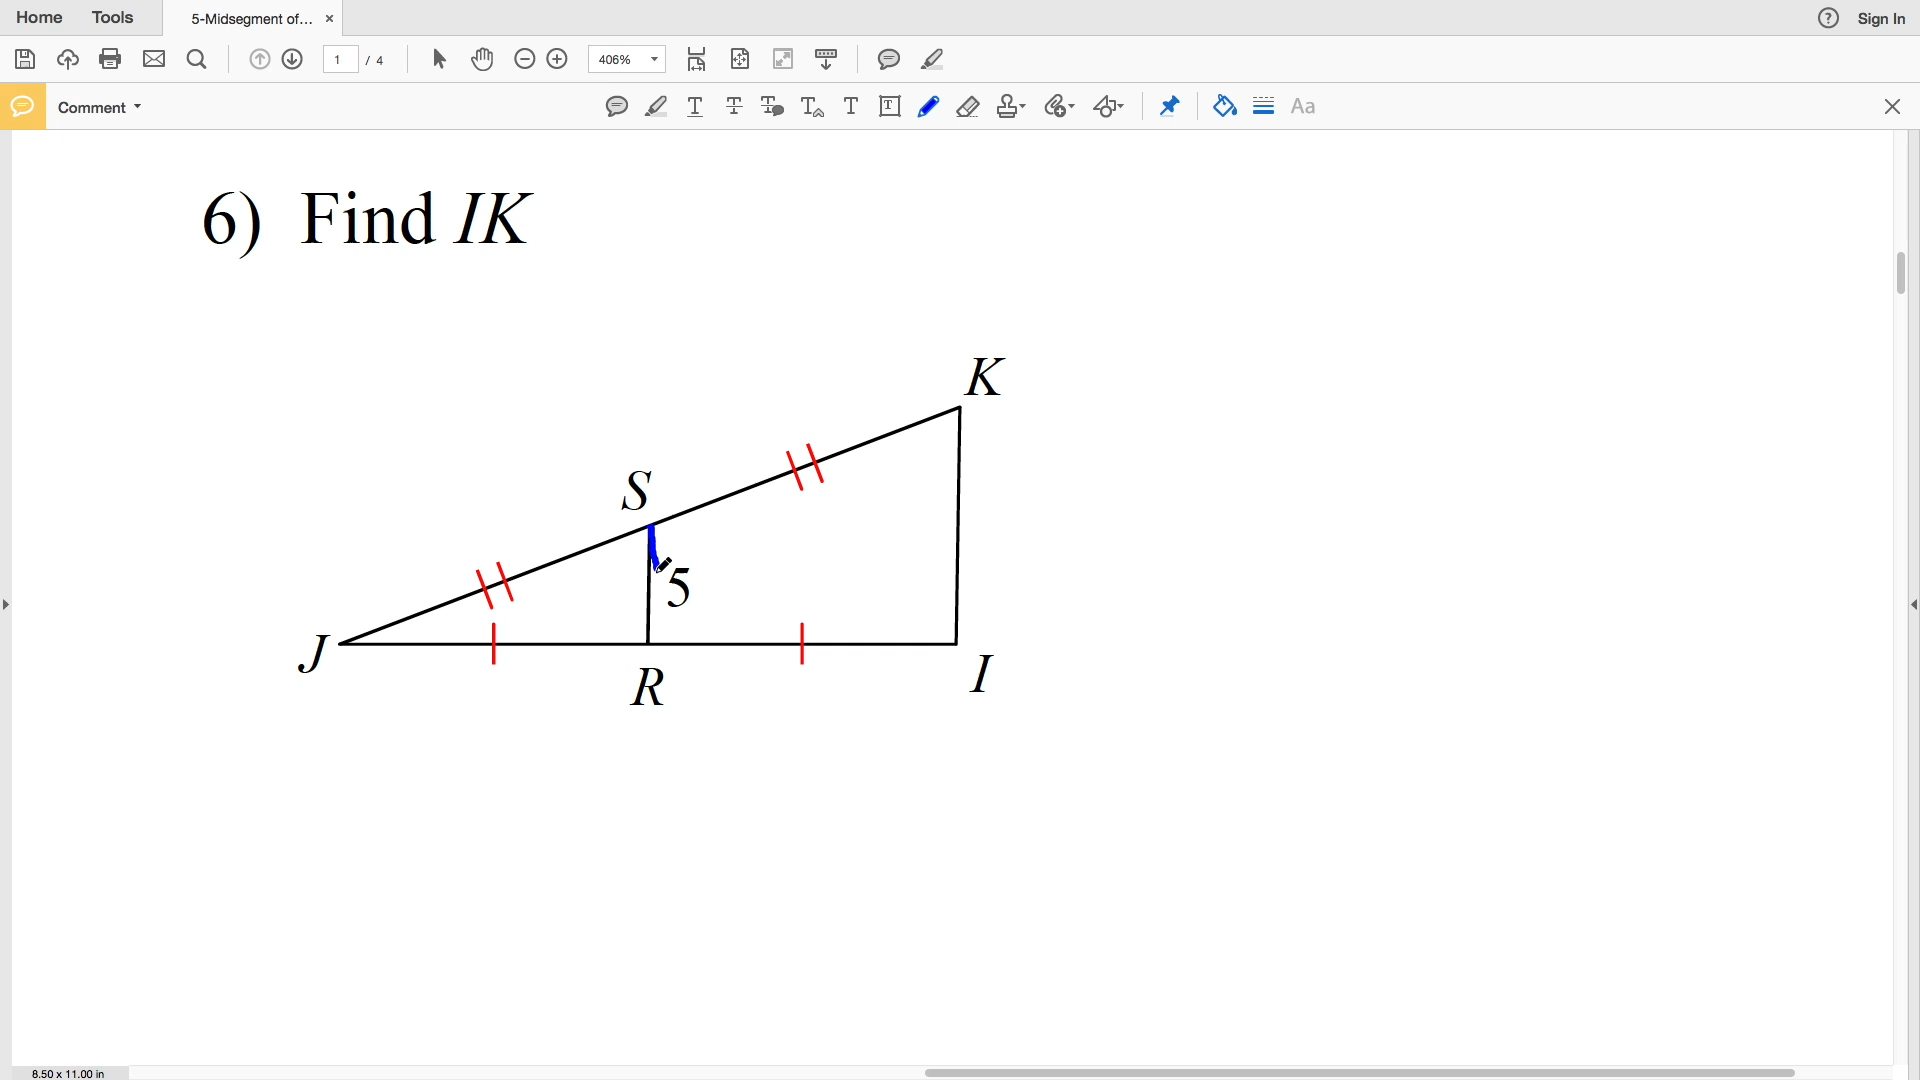 Home Tools 5-Midsegment of... × ? Sign In
1 / 4 406%
Comment Aa
6) Find IK
K
S
5
J
R
I
8.50 x 11.00 in